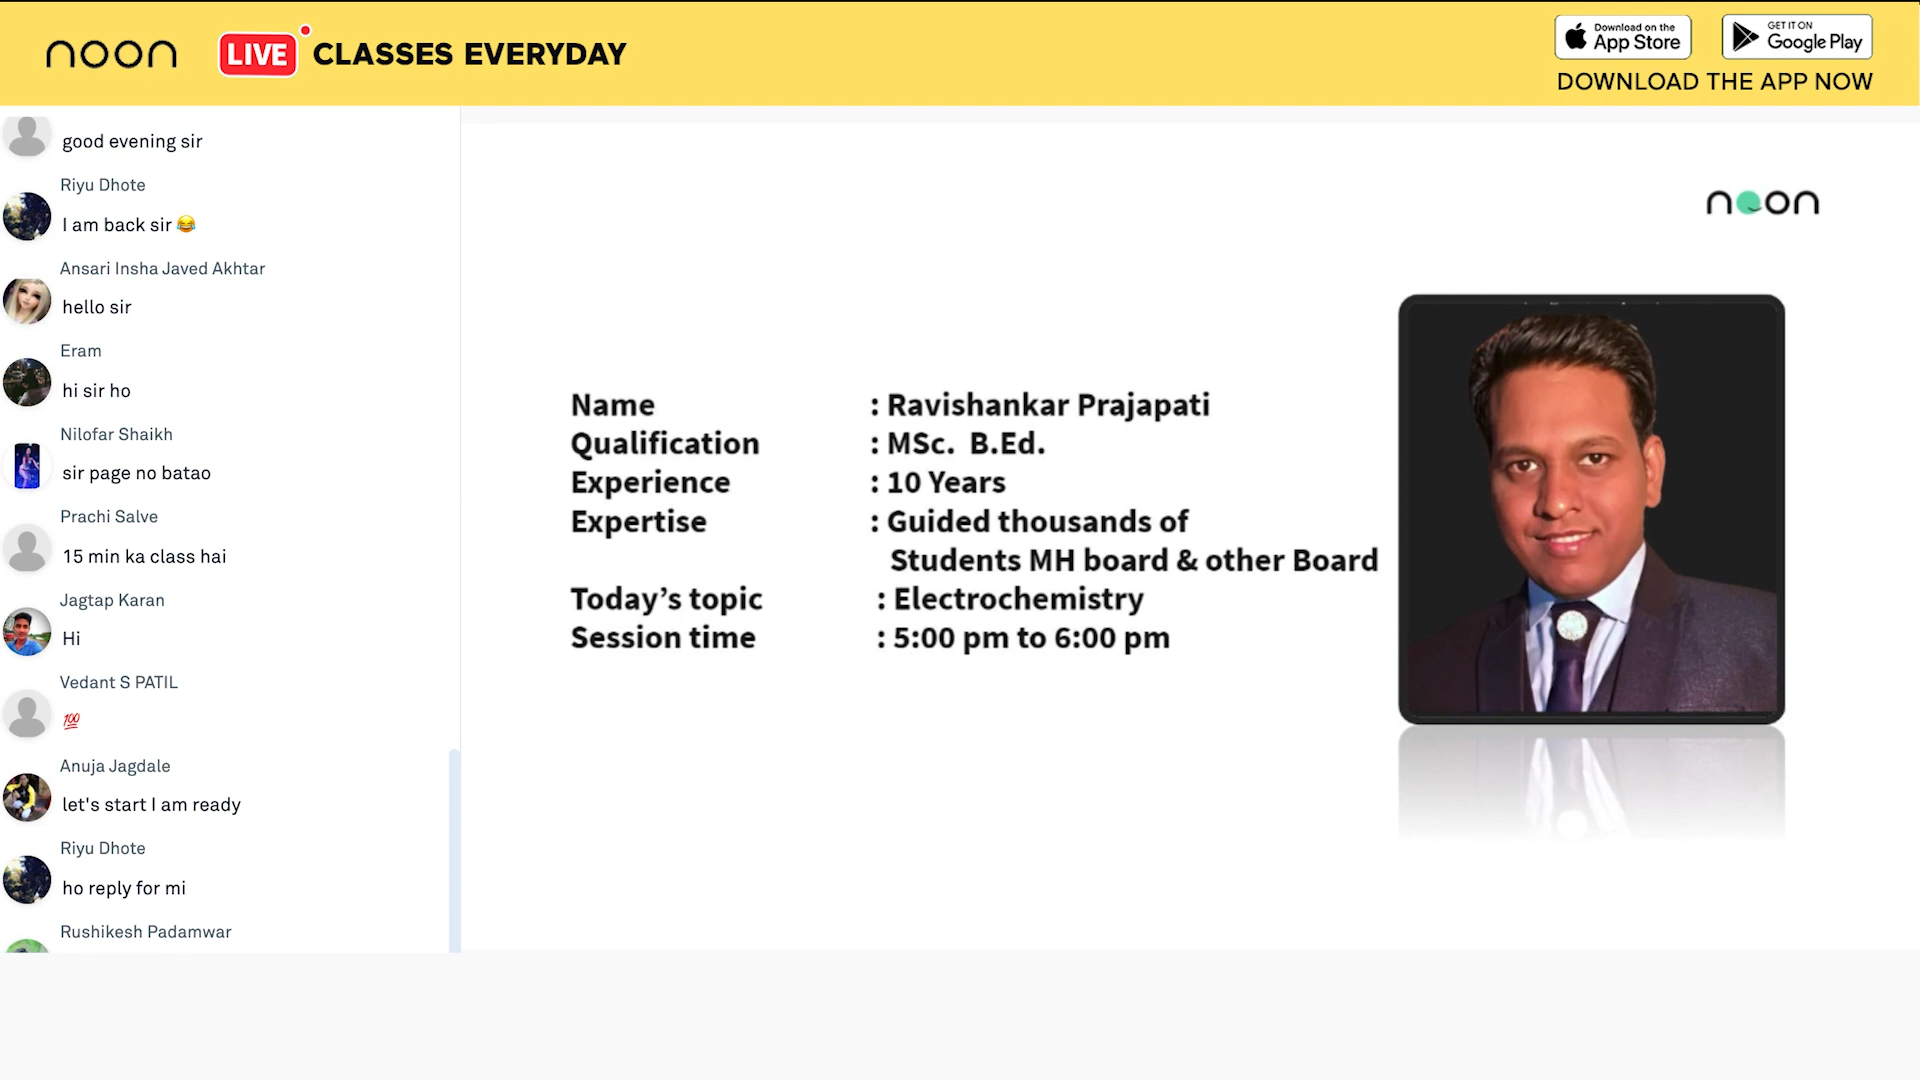 noon LIVE CLASSES EVERYDAY
Download on the
App Store
GET IT ON
Google Play
DOWNLOAD THE APP NOW
good evening sir
Riyu Dhote
I am back sir 😂
Ansari Insha Javed Akhtar
hello sir
Eram
hi sir ho
Nilofar Shaikh
sir page no batao
Prachi Salve
15 min ka class hai
Jagtap Karan
Hi
Vedant S PATIL
💯
Anuja Jagdale
let's start I am ready
Riyu Dhote
ho reply for mi
Rushikesh Padamwar
noon
Name : Ravishankar Prajapati
Qualification : MSc. B.Ed.
Experience : 10 Years
Expertise : Guided thousands of
Students MH board & other Board
Today’s topic : Electrochemistry
Session time : 5:00 pm to 6:00 pm